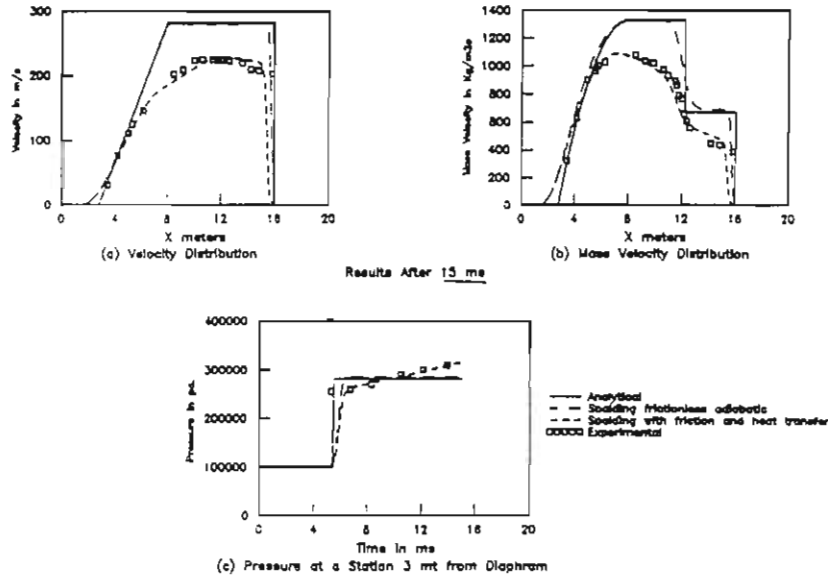 300
200
100
0
Velocity in m/s
0 4 8 12 16 20
X meters
(a) Velocity Distribution
1400
1200
1000
800
600
400
200
0
Mass Velocity in Kg/m2s
0 4 8 12 16 20
X meters
(b) Mass Velocity Distribution
Results After 15 ms
400000
300000
200000
100000
0
Pressure in pa.
0 4 8 12 16 20
Time in ms
(c) Pressure at a Station 3 mt from Diaphram
Analytical
Spalding frictionless adiabatic
Spalding with friction and heat transfer
Experimental